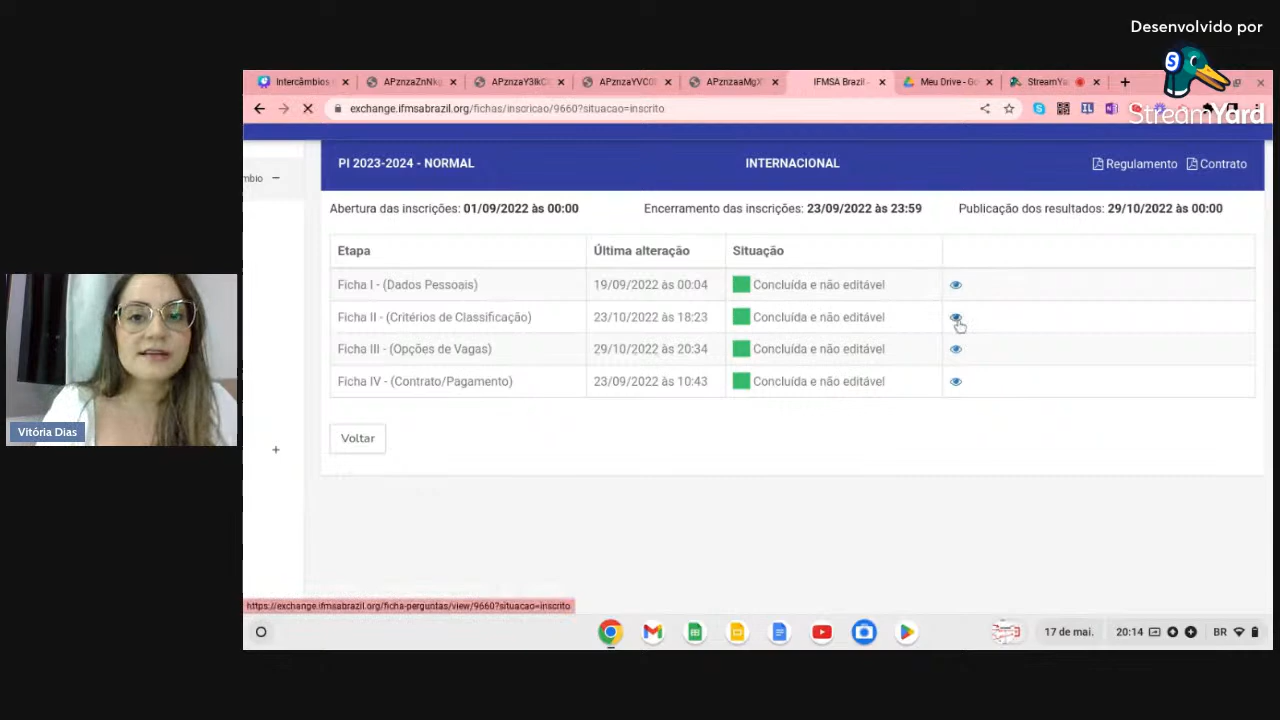 Desenvolvido por
StreamYard
Intercâmbios
APznzaZnNk
APznzaY3IkC
APznzaYVC0
APznzaaMgX
IFMSA Brazil -
Meu Drive - Go
StreamYa
exchange.ifmsabrazil.org/fichas/inscricao/9660?situacao=inscrito
PI 2023-2024 - NORMAL
INTERNACIONAL
Regulamento
Contrato
mbio
Abertura das inscrições: 01/09/2022 às 00:00
Encerramento das inscrições: 23/09/2022 às 23:59
Publicação dos resultados: 29/10/2022 às 00:00
Etapa
Última alteração
Situação
Ficha I - (Dados Pessoais)
19/09/2022 às 00:04
Concluída e não editável
Ficha II - (Critérios de Classificação)
23/10/2022 às 18:23
Concluída e não editável
Ficha III - (Opções de Vagas)
29/10/2022 às 20:34
Concluída e não editável
Ficha IV - (Contrato/Pagamento)
23/09/2022 às 10:43
Concluída e não editável
Vitória Dias
Voltar
https://exchange.ifmsabrazil.org/ficha-perguntas/view/9660?situacao=inscrito
17 de mai.
20:14
BR